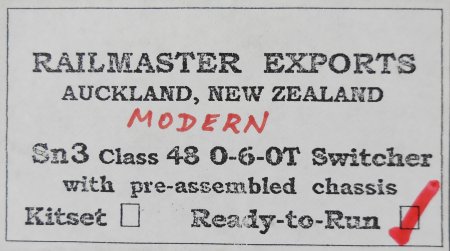 RAILMASTER EXPORTS
AUCKLAND, NEW ZEALAND
MODERN
Sn3 Class 48 0-6-0T Switcher
with pre-assembled chassis
Kitset ☐ Ready-to-Run ☑